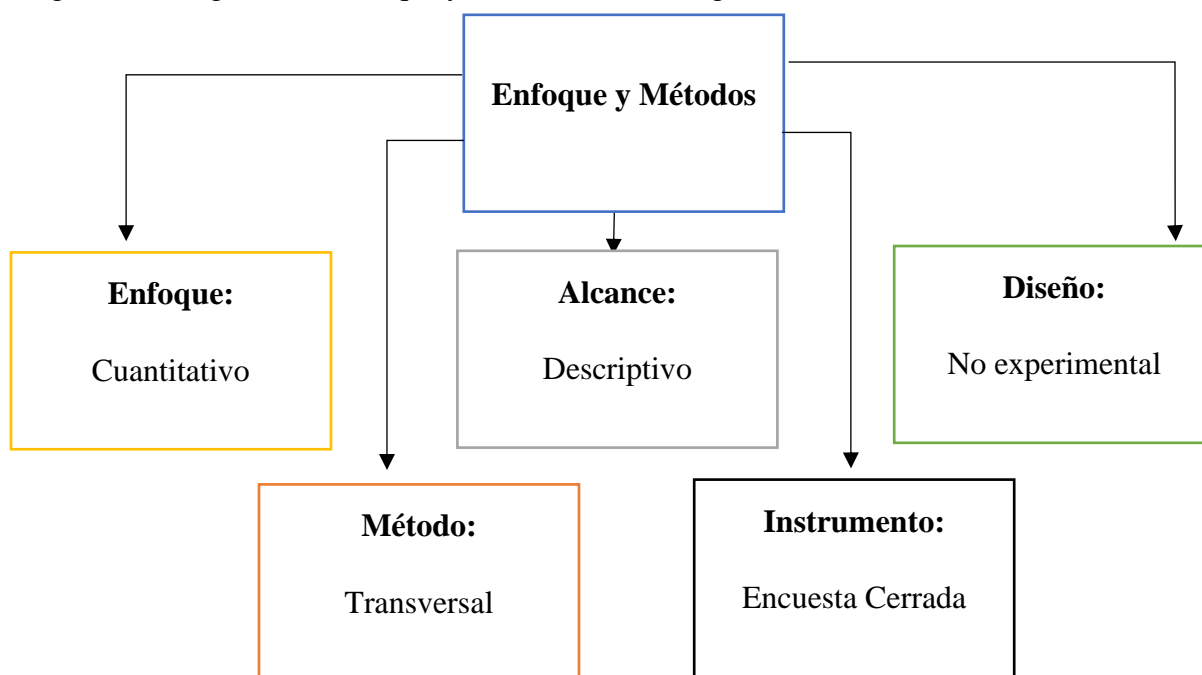 Enfoque y Métodos
Enfoque:
Cuantitativo
Alcance:
Descriptivo
Diseño:
No experimental
Método:
Transversal
Instrumento:
Encuesta Cerrada